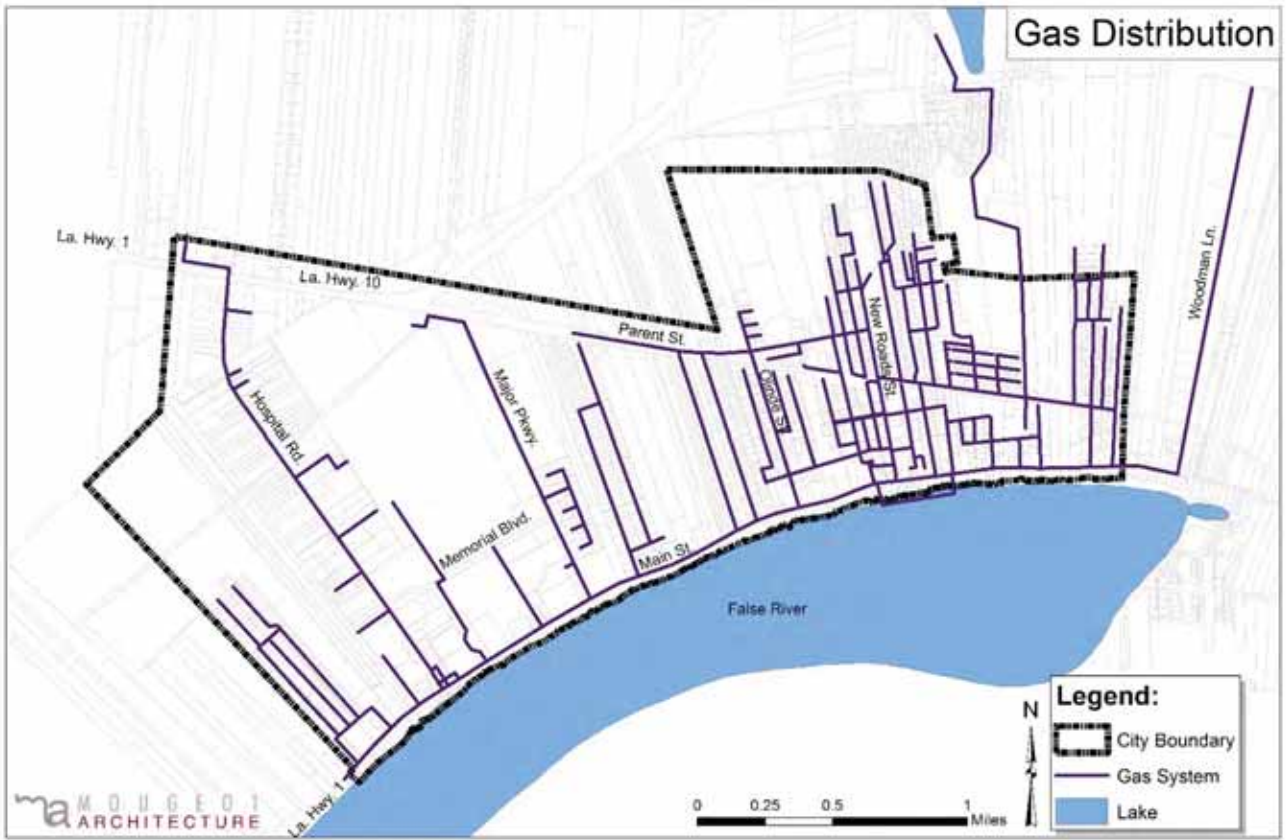 Gas Distribution
La. Hwy. 1
La. Hwy. 10
Woodman Ln.
Parent St.
New Roads St.
Olinde S
Major Pkwy.
Hospital Rd.
Memorial Blvd.
Main St.
False River
La. Hwy. 1
N
Legend:
City Boundary
Gas System
Lake
0 0.25 0.5 1
Miles
ma MOUGEOT
ARCHITECTURE